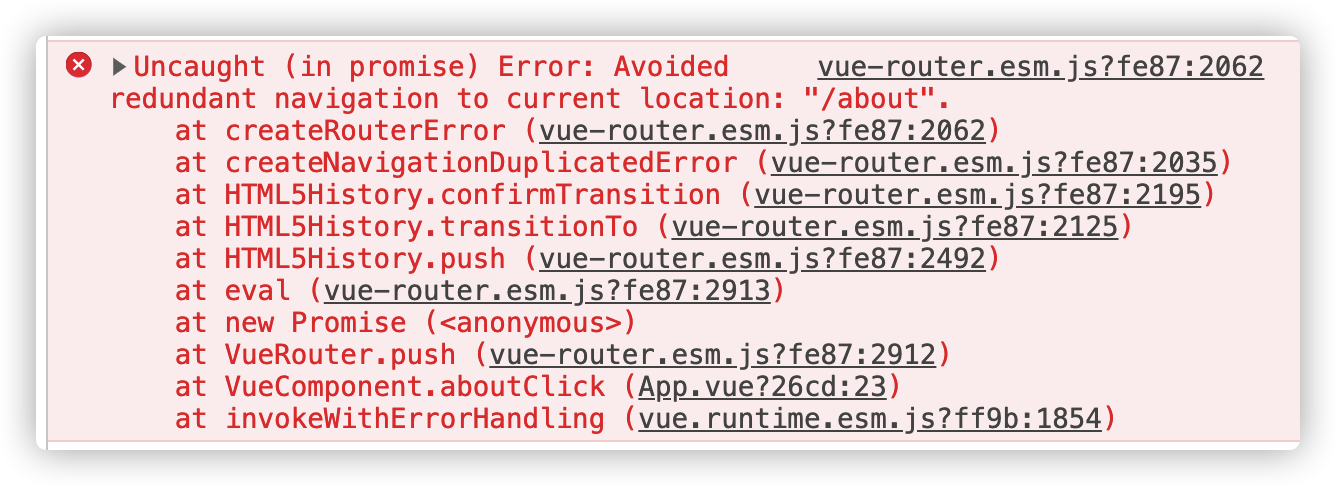 Uncaught (in promise) Error: Avoided vue-router.esm.js?fe87:2062
redundant navigation to current location: "/about".
at createRouterError (vue-router.esm.js?fe87:2062)
at createNavigationDuplicatedError (vue-router.esm.js?fe87:2035)
at HTML5History.confirmTransition (vue-router.esm.js?fe87:2195)
at HTML5History.transitionTo (vue-router.esm.js?fe87:2125)
at HTML5History.push (vue-router.esm.js?fe87:2492)
at eval (vue-router.esm.js?fe87:2913)
at new Promise (<anonymous>)
at VueRouter.push (vue-router.esm.js?fe87:2912)
at VueComponent.aboutClick (App.vue?26cd:23)
at invokeWithErrorHandling (vue.runtime.esm.js?ff9b:1854)